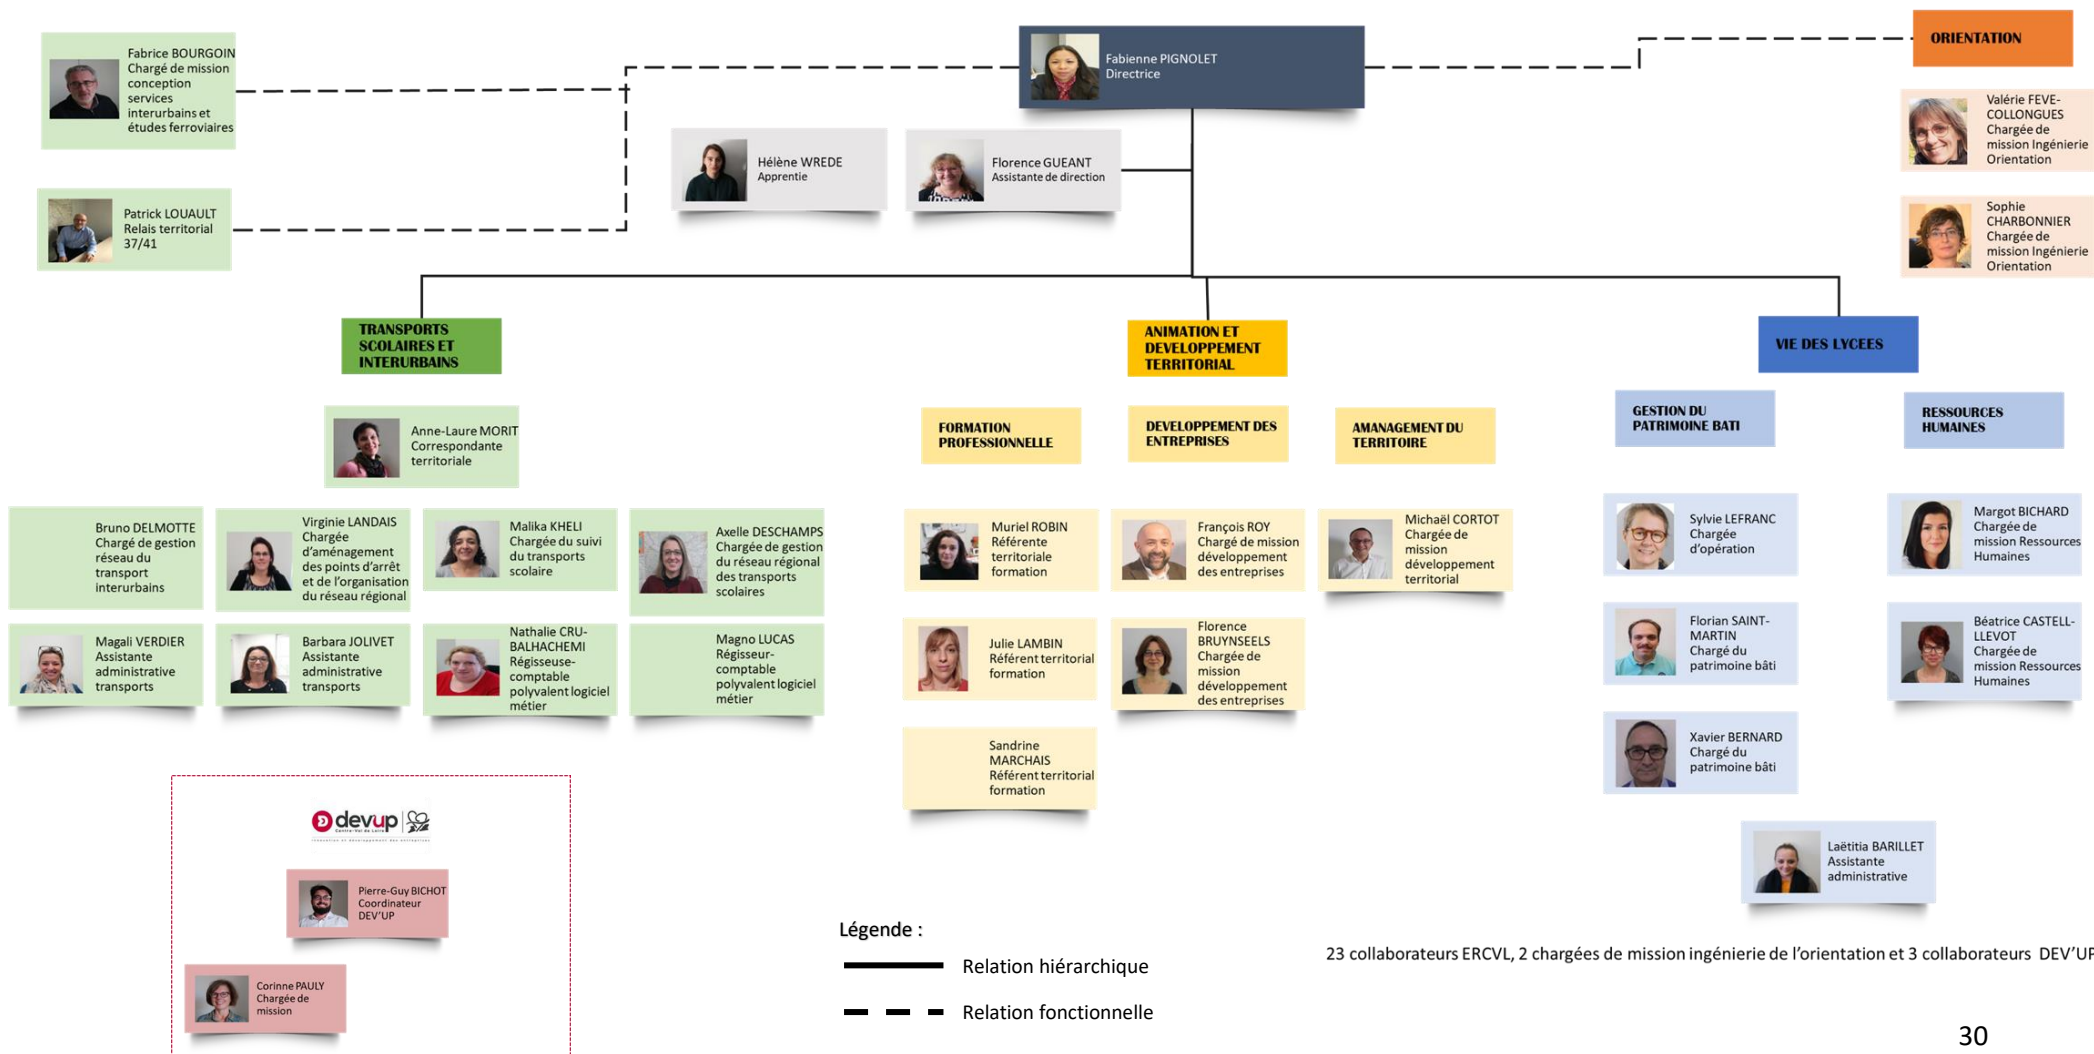 Fabrice BOURGOIN
Chargé de mission
conception
services
interurbains et
études ferroviaires
Patrick LOUAULT
Relais territorial
37/41
Fabienne PIGNOLET
Directrice
Hélène WREDE
Apprentie
Florence GUEANT
Assistante de direction
ORIENTATION
Valérie FEVE-
COLLONGUES
Chargée de
mission Ingénierie
Orientation
Sophie
CHARBONNIER
Chargée de
mission Ingénierie
Orientation
TRANSPORTS
SCOLAIRES ET
INTERURBAINS
Anne-Laure MORIT
Correspondante
territoriale
Bruno DELMOTTE
Chargé de gestion
réseau du
transport
interurbains
Virginie LANDAIS
Chargée
d'aménagement
des points d'arrêt
et de l'organisation
du réseau régional
Malika KHELI
Chargée du suivi
du transports
scolaire
Axelle DESCHAMPS
Chargée de gestion
du réseau régional
des transports
scolaires
Magali VERDIER
Assistante
administrative
transports
Barbara JOLIVET
Assistante
administrative
transports
Nathalie CRU-
BALHACHEMI
Régisseuse-
comptable
polyvalent logiciel
métier
Magno LUCAS
Régisseur-
comptable
polyvalent logiciel
métier
ANIMATION ET
DEVELOPPEMENT
TERRITORIAL
FORMATION
PROFESSIONNELLE
DEVELOPPEMENT DES
ENTREPRISES
AMANAGEMENT DU
TERRITOIRE
Muriel ROBIN
Référente
territoriale
formation
François ROY
Chargé de mission
développement
des entreprises
Michaël CORTOT
Chargée de
mission
développement
territorial
Julie LAMBIN
Référent territorial
formation
Florence
BRUYNSEELS
Chargée de
mission
développement
des entreprises
Sandrine
MARCHAIS
Référent territorial
formation
VIE DES LYCEES
GESTION DU
PATRIMOINE BATI
RESSOURCES
HUMAINES
Sylvie LEFRANC
Chargée
d'opération
Margot BICHARD
Chargée de
mission Ressources
Humaines
Florian SAINT-
MARTIN
Chargé du
patrimoine bâti
Béatrice CASTELL-
LLEVOT
Chargée de
mission Ressources
Humaines
Xavier BERNARD
Chargé du
patrimoine bâti
Laëtitia BARILLET
Assistante
administrative
devup
Centre-Val de Loire
Pierre-Guy BICHOT
Coordinateur
DEV'UP
Corinne PAULY
Chargée de
mission
Légende :
Relation hiérarchique
Relation fonctionnelle
23 collaborateurs ERCVL, 2 chargées de mission ingénierie de l'orientation et 3 collaborateurs DEV'UP
30